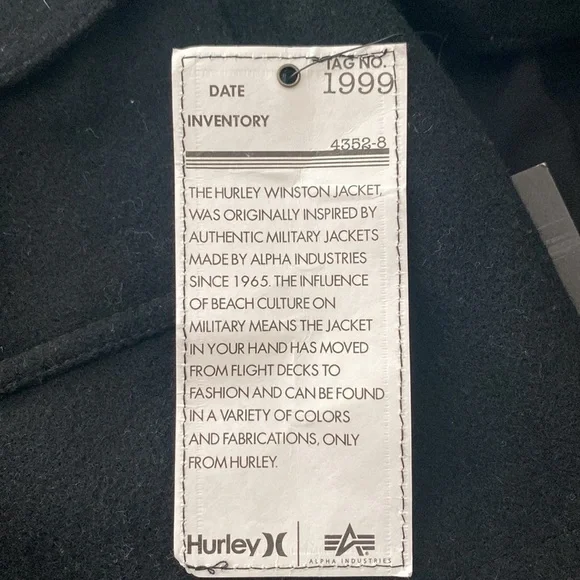 TAG NO.
DATE 1999
INVENTORY
4352-8
THE HURLEY WINSTON JACKET,
WAS ORIGINALLY INSPIRED BY
AUTHENTIC MILITARY JACKETS
MADE BY ALPHA INDUSTRIES
SINCE 1965. THE INFLUENCE
OF BEACH CULTURE ON
MILITARY MEANS THE JACKET
IN YOUR HAND HAS MOVED
FROM FLIGHT DECKS TO
FASHION AND CAN BE FOUND
IN A VARIETY OF COLORS
AND FABRICATIONS, ONLY
FROM HURLEY.
Hurley
ALPHA INDUSTRIES